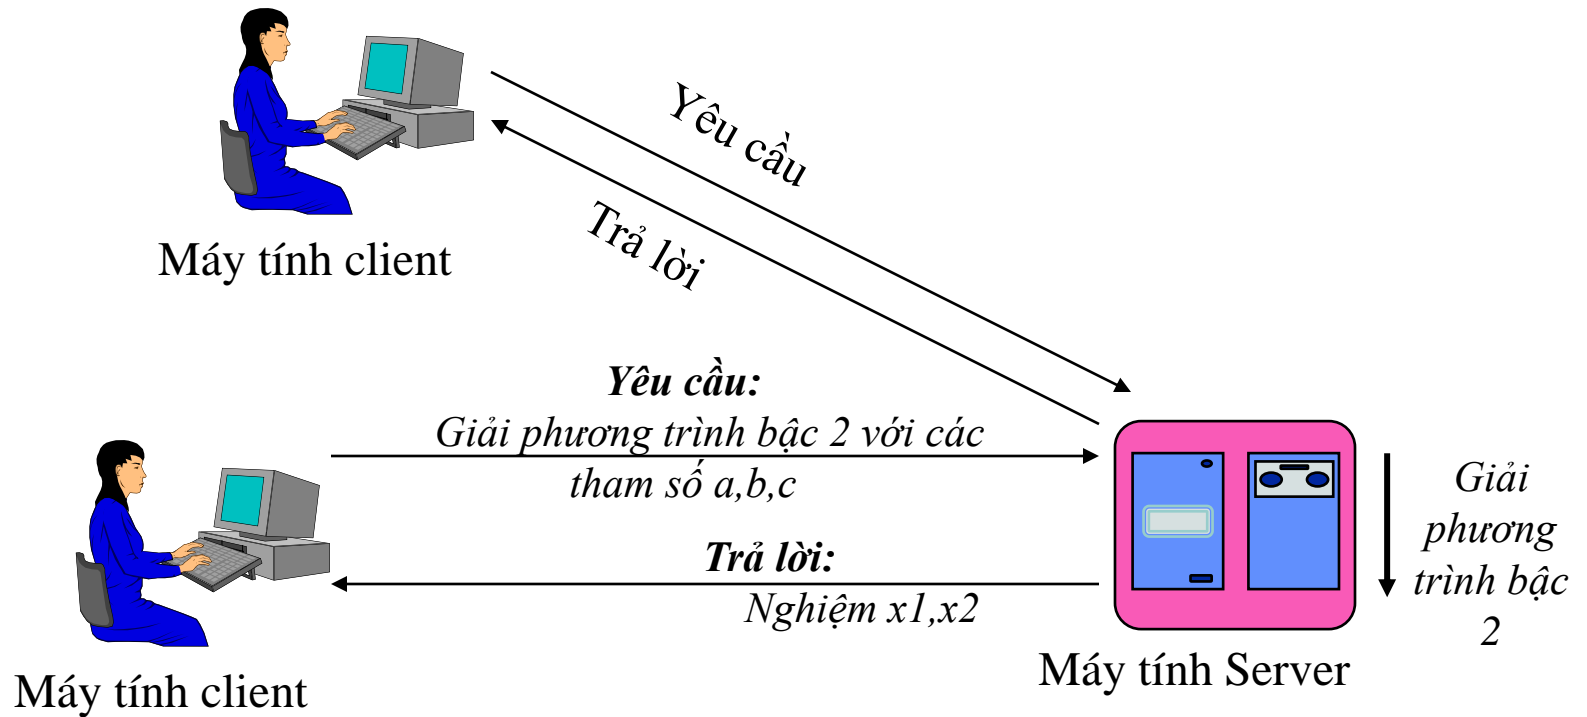 Yêu cầu
Trả lời
Máy tính client
Yêu cầu:
Giải phương trình bậc 2 với các
tham số a,b,c
Trả lời:
Nghiệm x1,x2
Giải
phương
trình bậc
2
Máy tính Server
Máy tính client